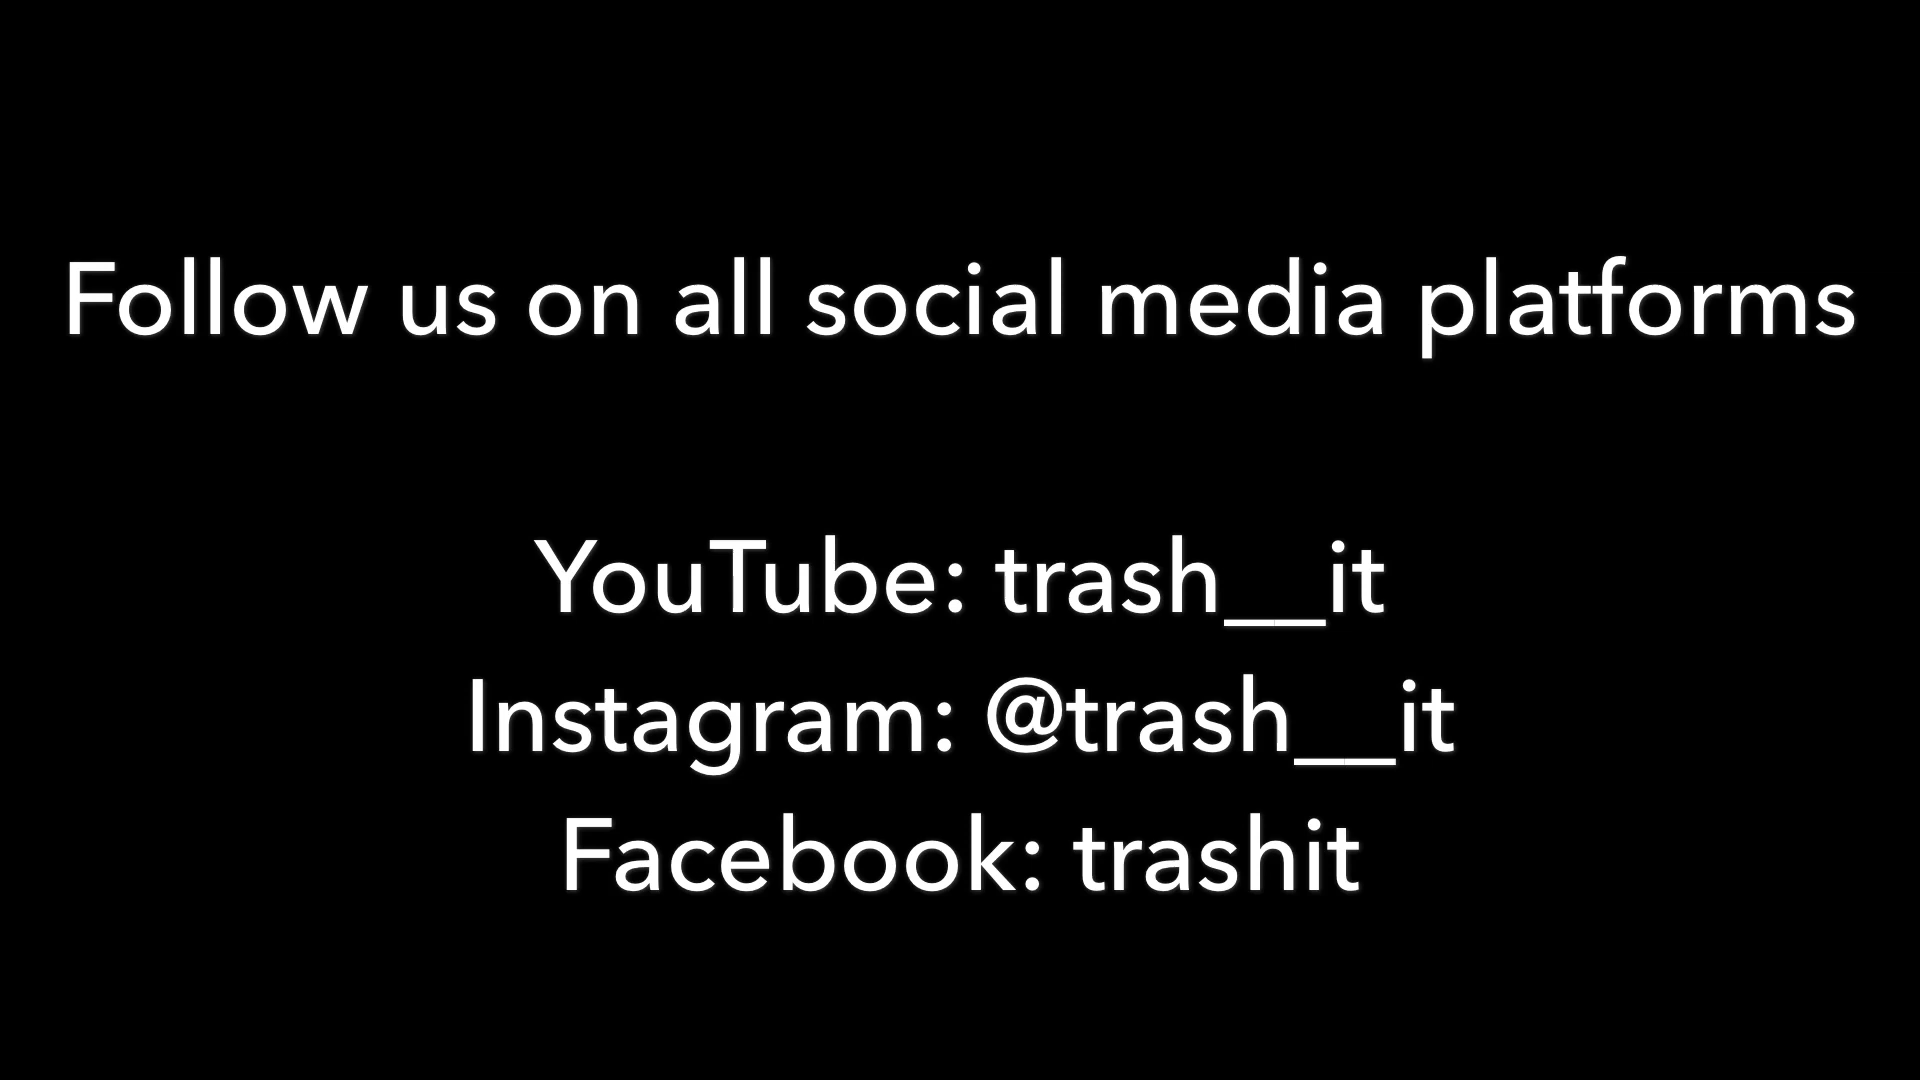 Follow us on all social media platforms
YouTube: trash__it
Instagram: @trash__it
Facebook: trashit